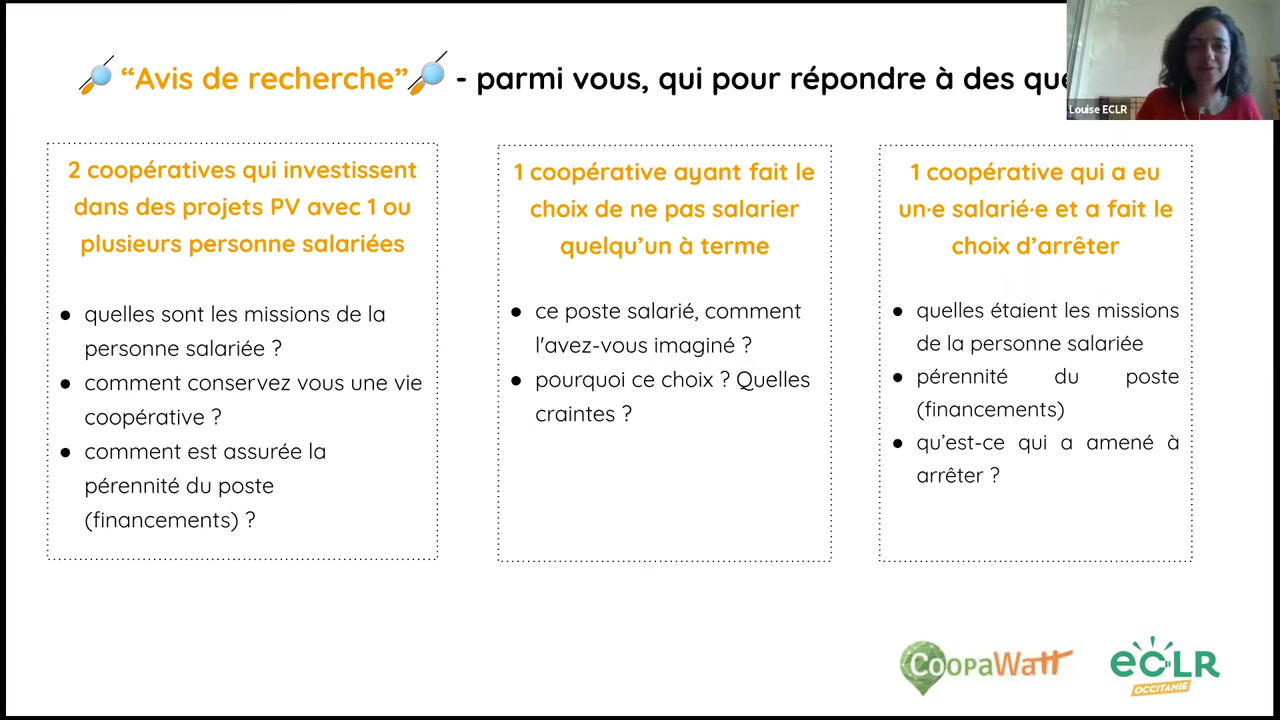 “Avis de recherche” - parmi vous, qui pour répondre à des
Louise ECLR
2 coopératives qui investissent
dans des projets PV avec 1 ou
plusieurs personne salariées
● quelles sont les missions de la
personne salariée ?
● comment conservez vous une vie
coopérative ?
● comment est assurée la
pérennité du poste
(financements) ?
1 coopérative ayant fait le
choix de ne pas salarier
quelqu’un à terme
● ce poste salarié, comment
l'avez-vous imaginé ?
● pourquoi ce choix ? Quelles
craintes ?
1 coopérative qui a eu
un·e salarié·e et a fait le
choix d’arrêter
● quelles étaient les missions
de la personne salariée
● pérennité du poste
(financements)
● qu’est-ce qui a amené à
arrêter ?
CoopaWatt
eCLR
OCCITANIE